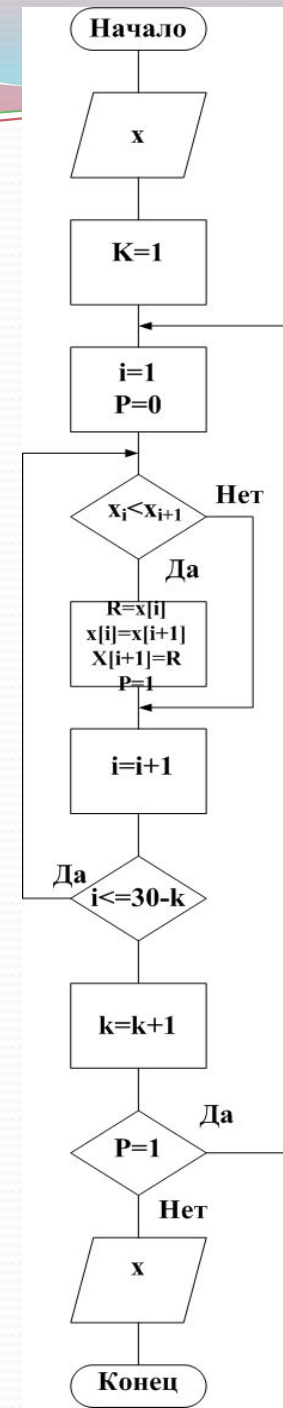 Начало
x
K=1
i=1
P=0
xᵢ<xᵢ₊₁
Нет
Да
R=x[i]
x[i]=x[i+1]
X[i+1]=R
P=1
i=i+1
Да
i<=30-k
k=k+1
Да
P=1
Нет
x
Конец